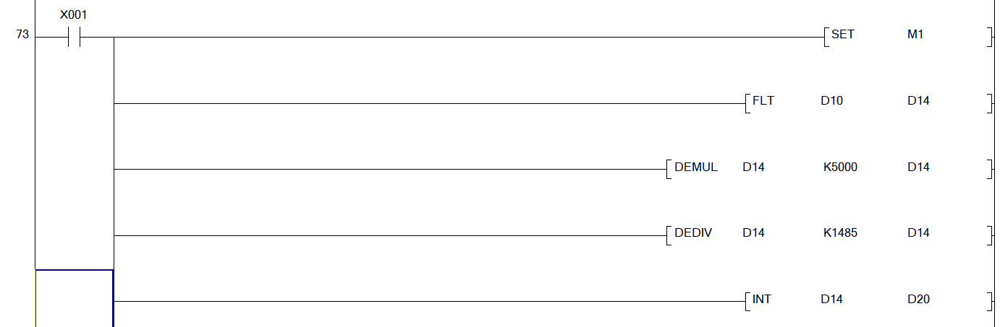 X001
73 SET M1
FLT D10 D14
DEMUL D14 K5000 D14
DEDIV D14 K1485 D14
INT D14 D20